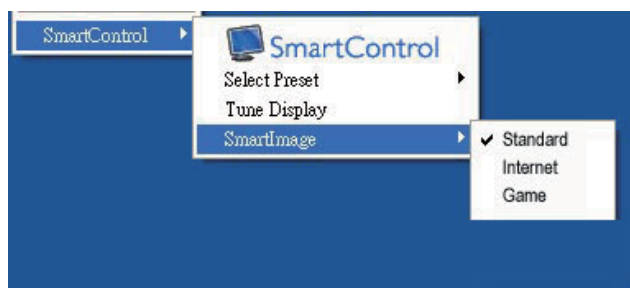 SmartControl
SmartControl
Select Preset
Tune Display
SmartImage
Standard
Internet
Game